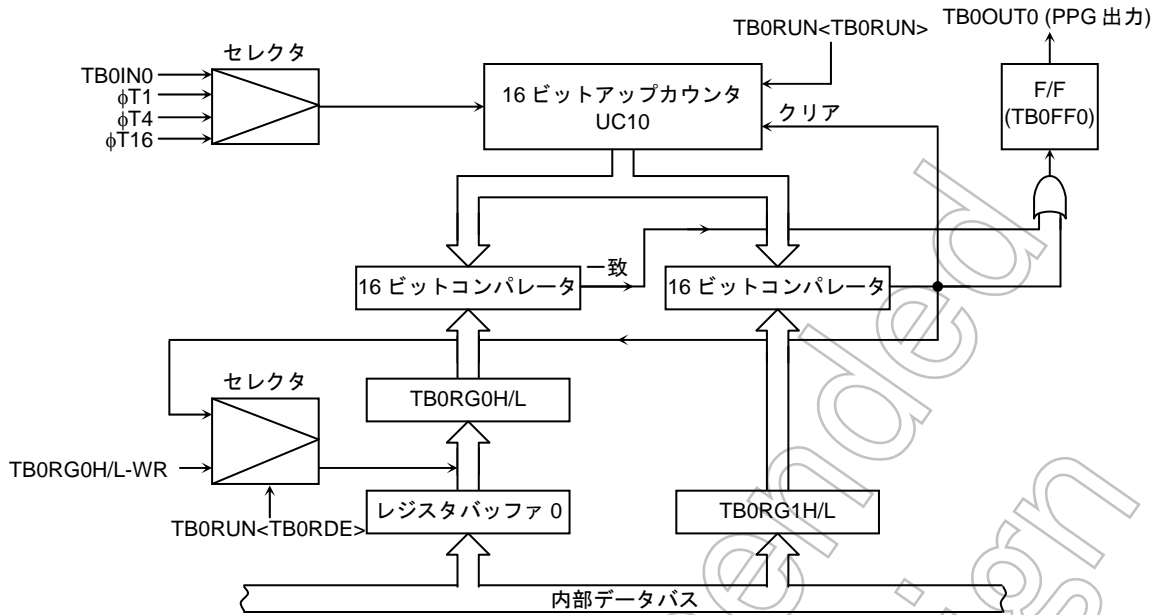 TB0OUT0 (PPG 出力)
TB0RUN<TB0RUN>
セレクタ
TB0IN0
φT1
φT4
φT16
16 ビットアップカウンタ
UC10
クリア
F/F
(TB0FF0)
一致
16 ビットコンパレータ
16 ビットコンパレータ
セレクタ
TB0RG0H/L
TB0RG0H/L-WR
TB0RUN<TB0RDE>
レジスタバッファ 0
TB0RG1H/L
内部データバス
ended
sign